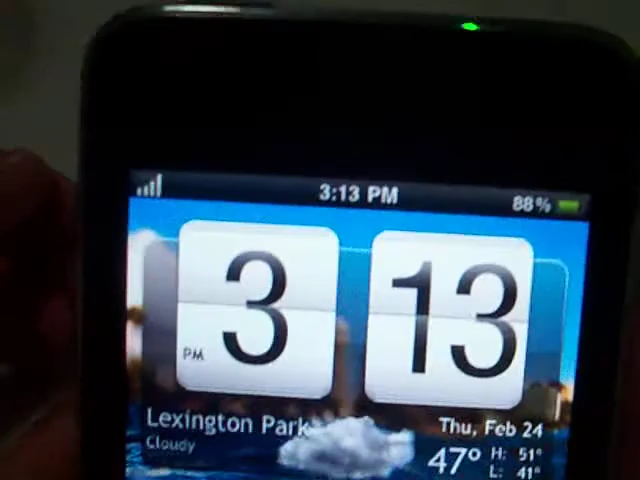 3:13 PM 88%
3 13
PM
Lexington Park Thu, Feb 24
Cloudy 47° H: 51°
L: 41°